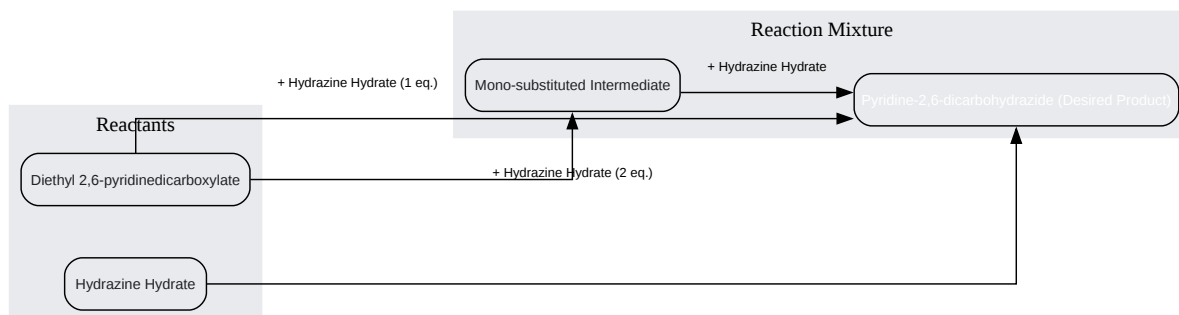 Reaction Mixture
+ Hydrazine Hydrate
+ Hydrazine Hydrate (1 eq.)
Mono-substituted Intermediate
Pyridine-2,6-dicarbohydrazide (Desired Product)
Reactants
+ Hydrazine Hydrate (2 eq.)
Diethyl 2,6-pyridinedicarboxylate
Hydrazine Hydrate